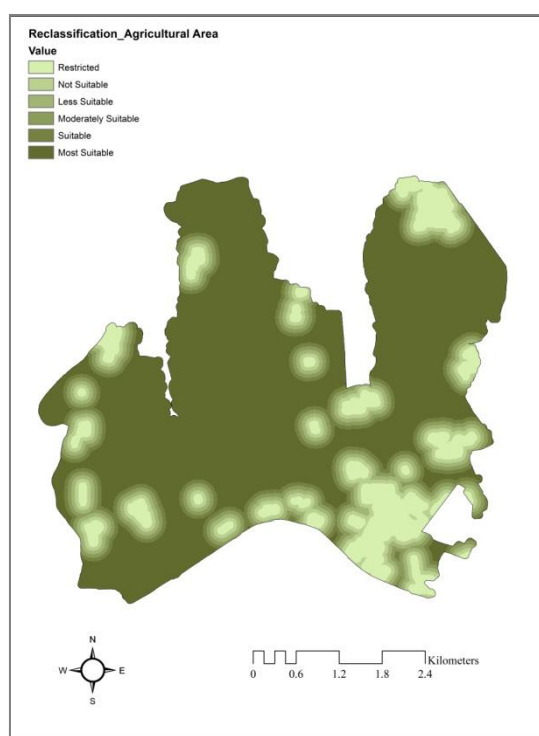 Reclassification_Agricultural Area
Value
Restricted
Not Suitable
Less Suitable
Moderately Suitable
Suitable
Most Suitable
N
W E
S
Kilometers
0 0.6 1.2 1.8 2.4